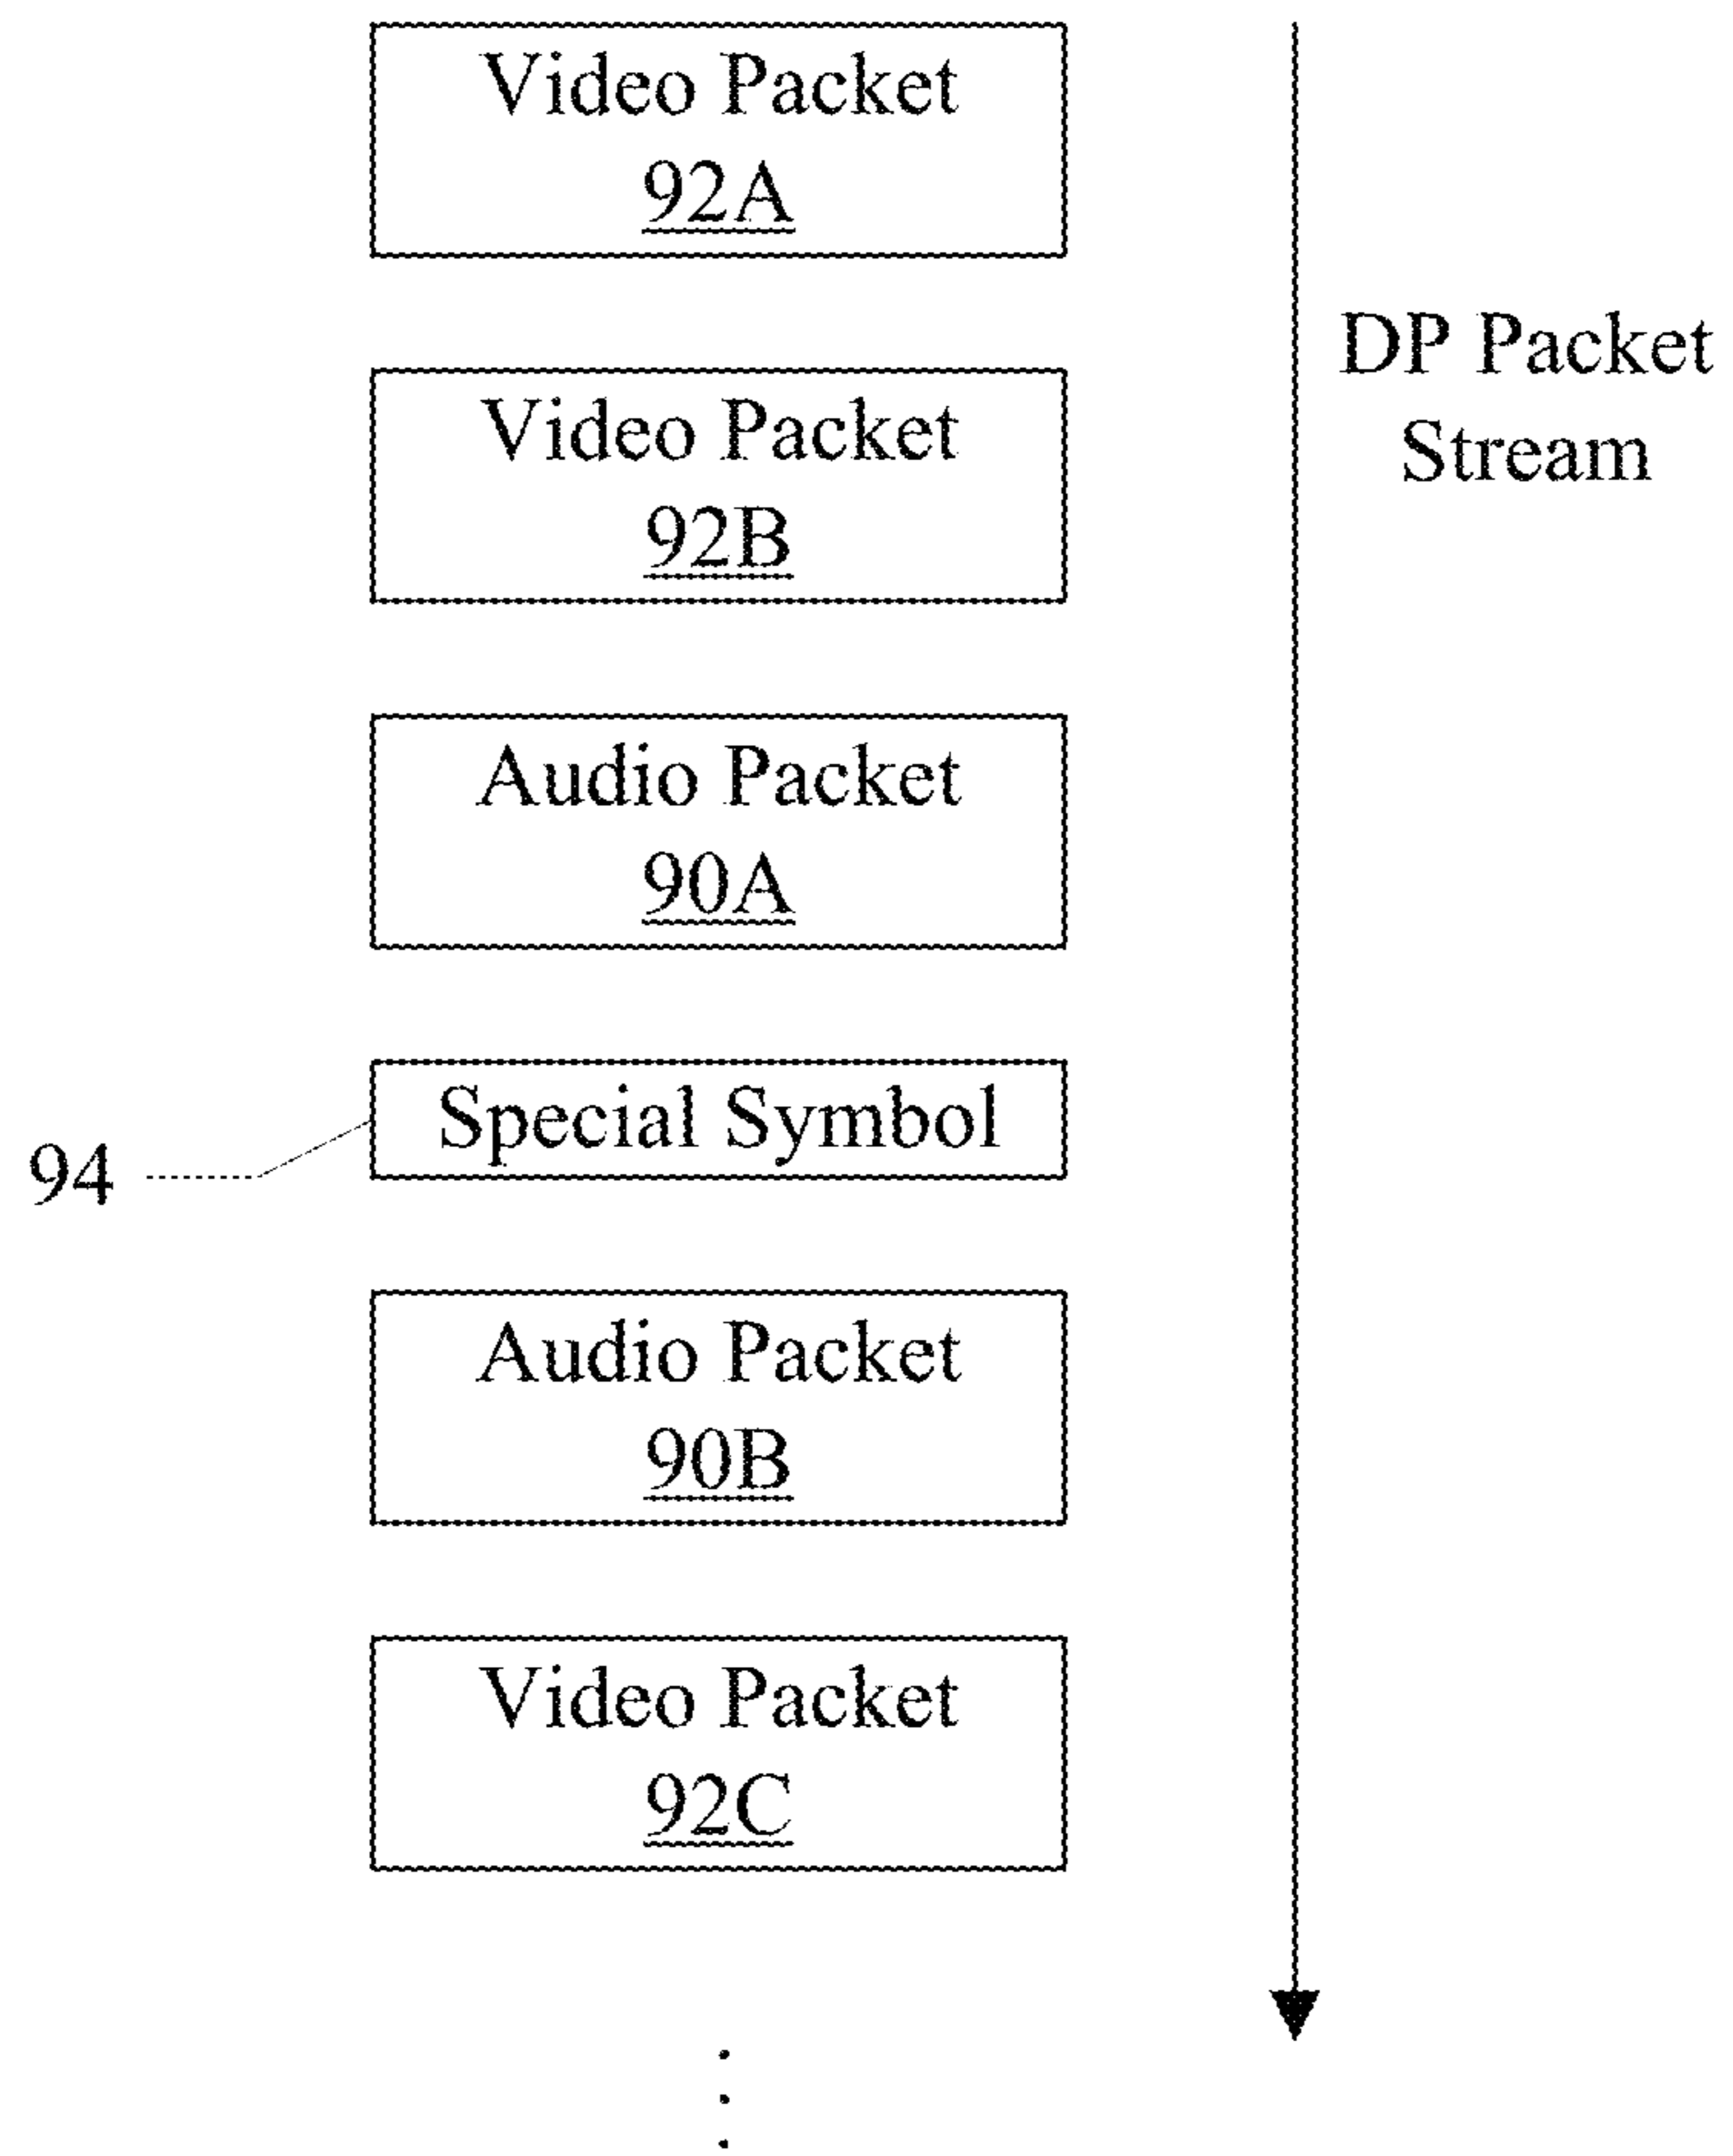 Video Packet
92A
DP Packet
Stream
Video Packet
92B
Audio Packet
90A
Special Symbol
94
Audio Packet
90B
Video Packet
92C